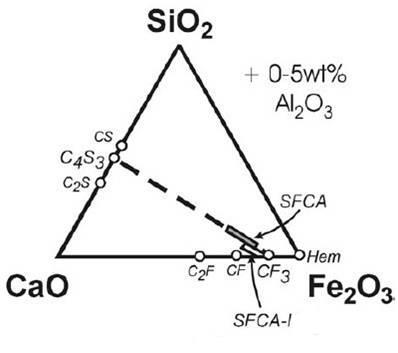 SiO₂
+ 0-5wt%
Al₂O₃
CS
C₄S₃
C₂S
SFCA
Hem
C₂F
CF
CF₃
CaO
Fe₂O₃
SFCA-I